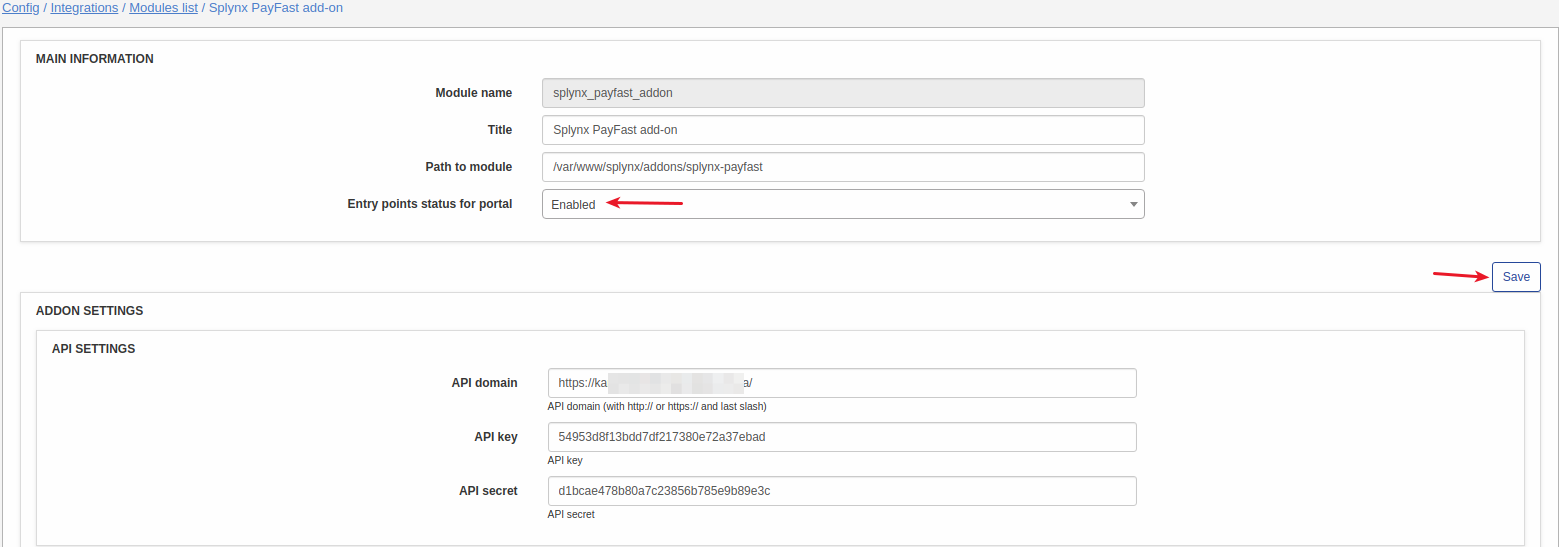 Config / Integrations / Modules list / Splynx PayFast add-on
MAIN INFORMATION
Module name splynx_payfast_addon
Title Splynx PayFast add-on
Path to module /var/www/splynx/addons/splynx-payfast
Entry points status for portal Enabled
Save
ADDON SETTINGS
API SETTINGS
API domain https://ka a/
API domain (with http:// or https:// and last slash)
API key 54953d8f13bdd7df217380e72a37ebad
API key
API secret d1bcae478b80a7c23856b785e9b89e3c
API secret